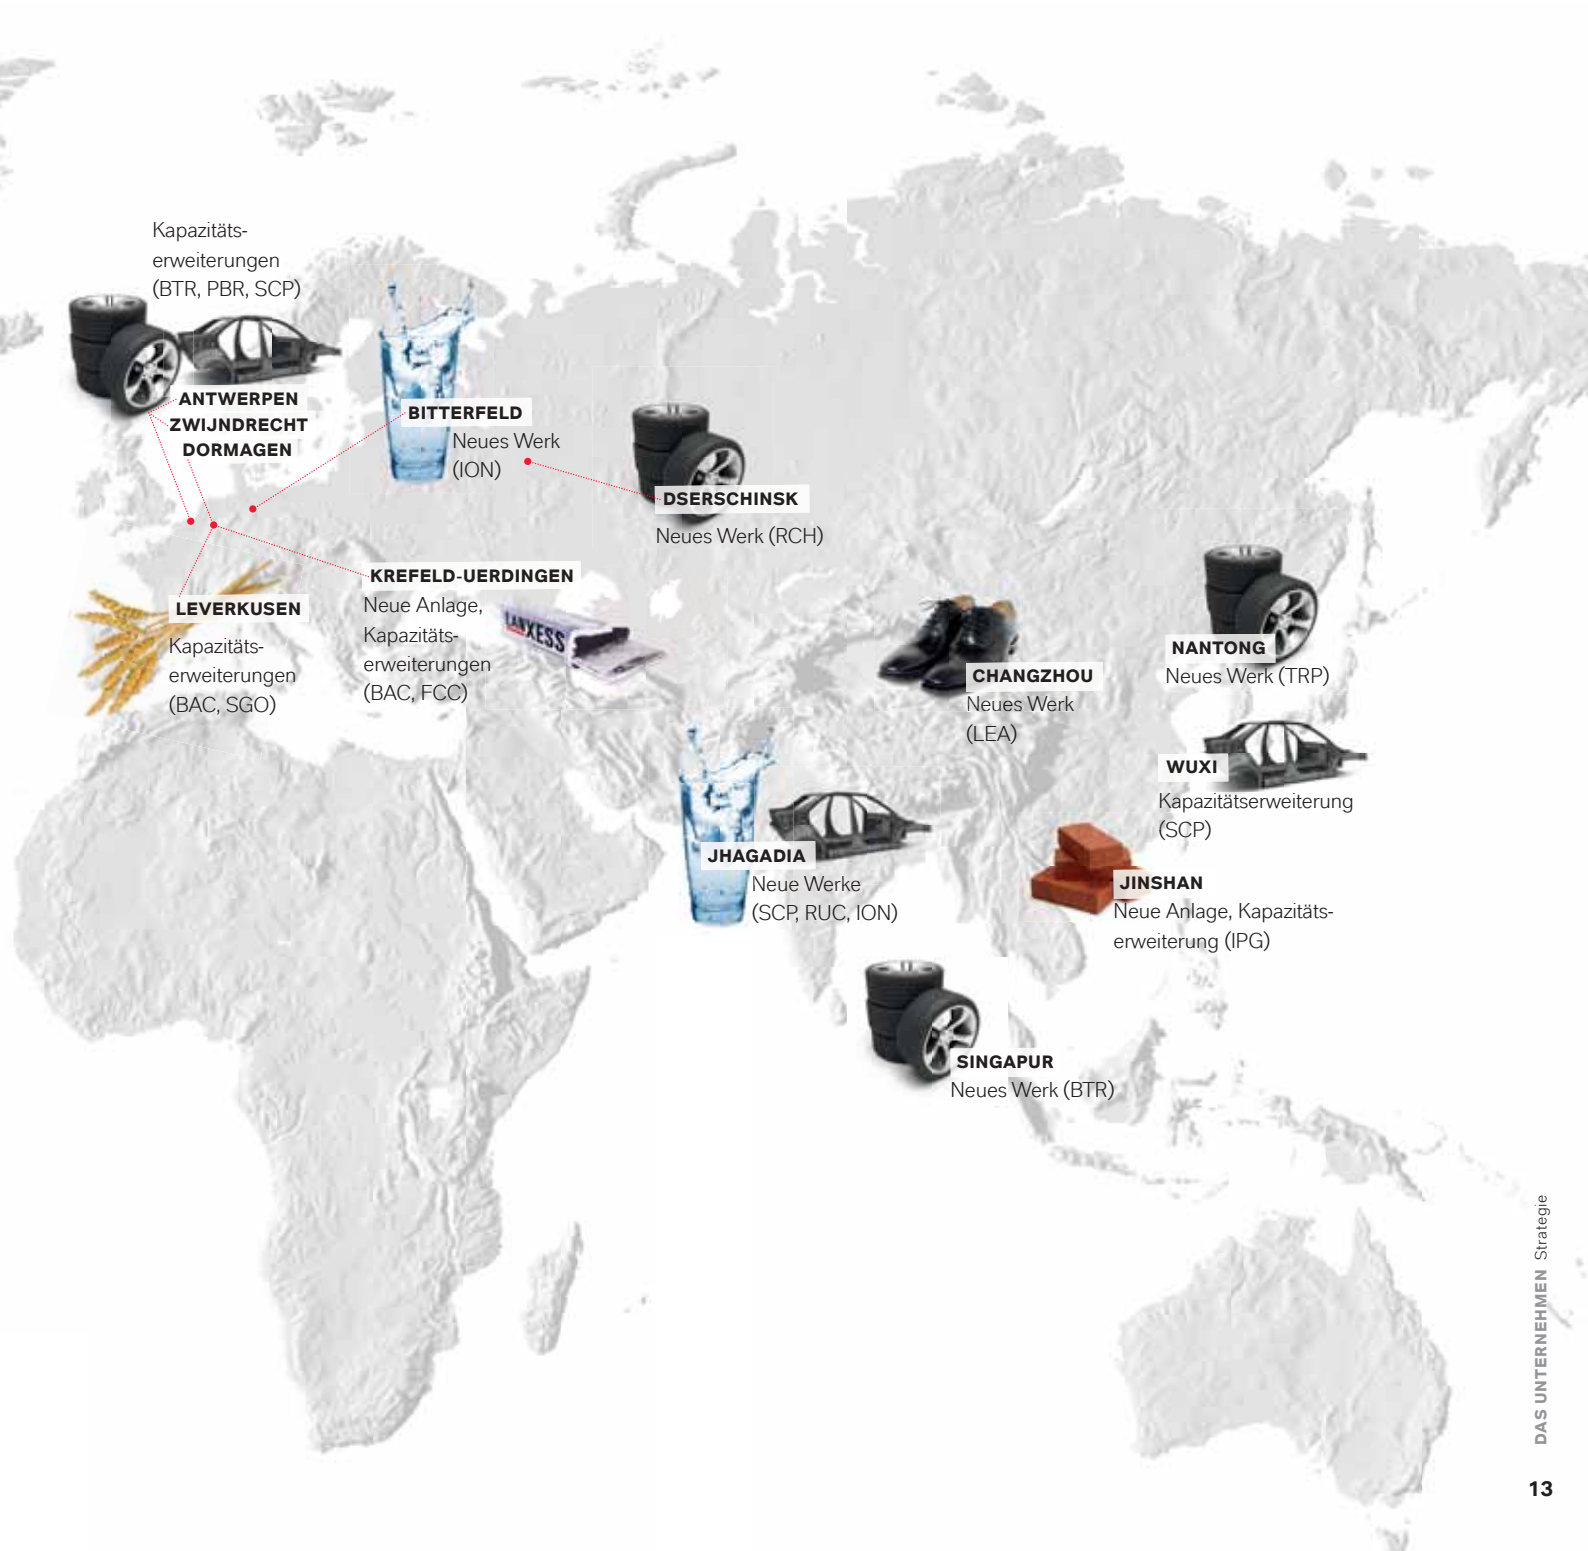 Kapazitäts-
erweiterungen
(BTR, PBR, SCP)
ANTWERPEN
ZWIJNDRECHT
DORMAGEN
BITTERFELD
Neues Werk
(ION)
DSERSCHINSK
Neues Werk (RCH)
KREFELD-UERDINGEN
Neue Anlage,
Kapazitäts-
erweiterungen
(BAC, FCC)
LANXESS
LEVERKUSEN
Kapazitäts-
erweiterungen
(BAC, SGO)
CHANGZHOU
Neues Werk
(LEA)
NANTONG
Neues Werk (TRP)
WUXI
Kapazitätserweiterung
(SCP)
JHAGADIA
Neue Werke
(SCP, RUC, ION)
JINSHAN
Neue Anlage, Kapazitäts-
erweiterung (IPG)
SINGAPUR
Neues Werk (BTR)
DAS UNTERNEHMEN Strategie
13